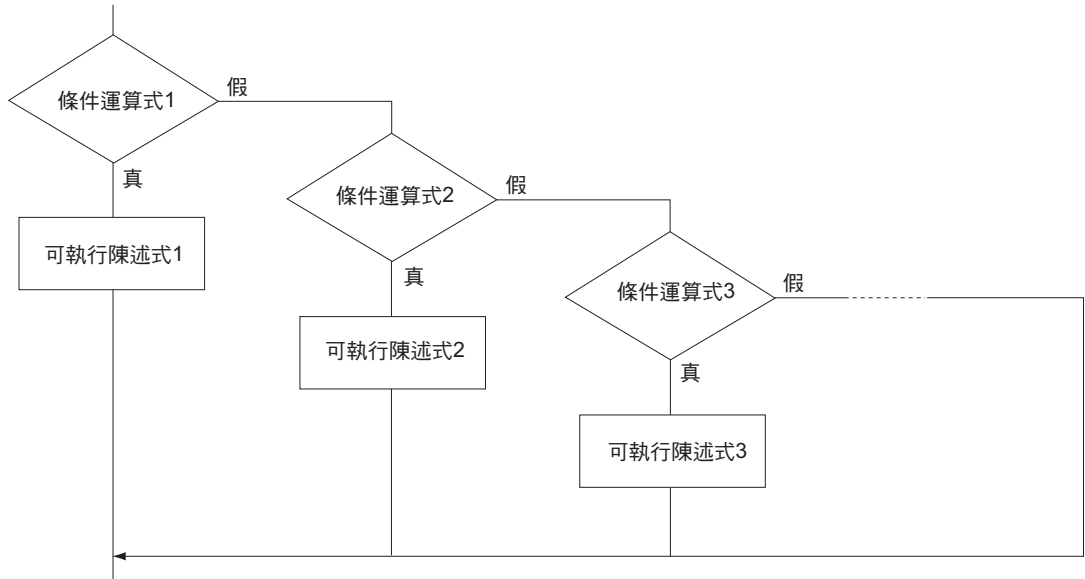 條件運算式1
假
真
可執行陳述式1
條件運算式2
假
真
可執行陳述式2
條件運算式3
假
真
可執行陳述式3